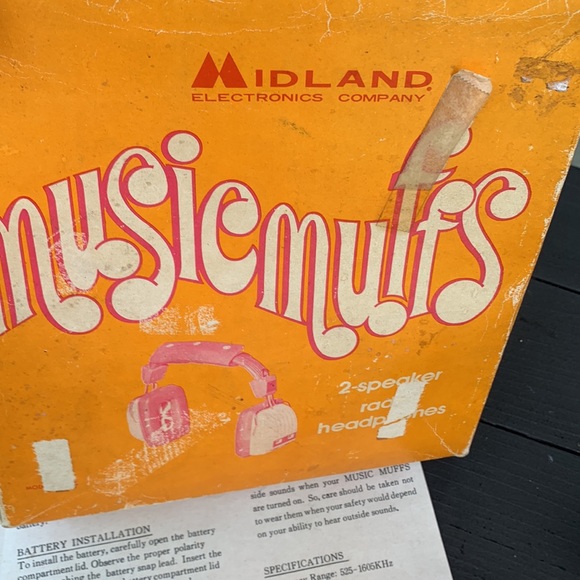 MIDLAND
ELECTRONICS COMPANY
musicmuffs
2-speaker
headphones
BATTERY INSTALLATION
To install the battery, carefully open the battery
compartment lid. Observe the proper polarity
the battery snap lead. Insert the
battery compartment lid
side sounds when your MUSIC MUFFS
are turned on. So, care should be taken not
to wear them when your safety would depend
on your ability to hear outside sounds.
SPECIFICATIONS
Range: 525-1605KHz